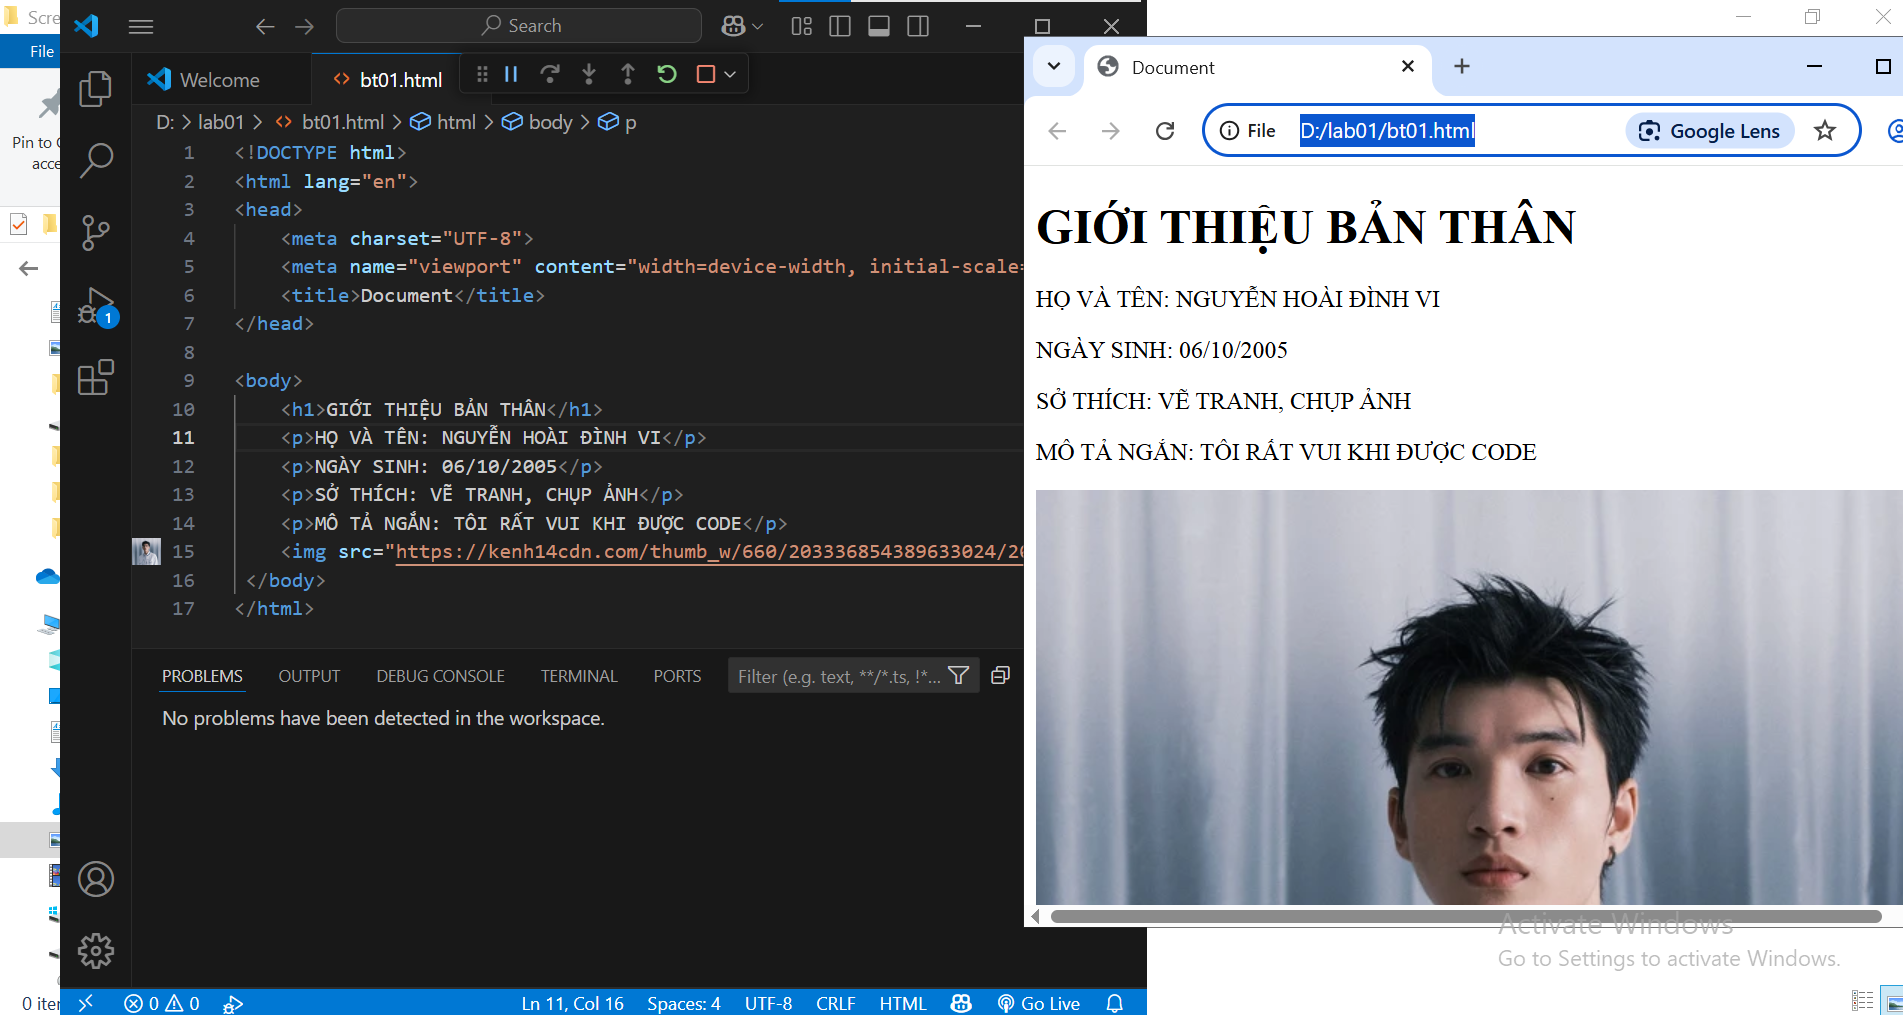 Scre
File
Pin to
acce
0 iter
Search
Welcome
bt01.html
D: > lab01 > bt01.html > html > body > p
1 <!DOCTYPE html>
2 <html lang="en">
3 <head>
4 <meta charset="UTF-8">
5 <meta name="viewport" content="width=device-width, initial-scale=
6 <title>Document</title>
7 </head>
8
9 <body>
10 <h1>GIỚI THIỆU BẢN THÂN</h1>
11 <p>HỌ VÀ TÊN: NGUYỄN HOÀI ĐÌNH VI</p>
12 <p>NGÀY SINH: 06/10/2005</p>
13 <p>SỞ THÍCH: VẼ TRANH, CHỤP ẢNH</p>
14 <p>MÔ TẢ NGẮN: TÔI RẤT VUI KHI ĐƯỢC CODE</p>
15 <img src="https://kenh14cdn.com/thumb_w/660/203336854389633024/20
16 </body>
17 </html>
1
PROBLEMS OUTPUT DEBUG CONSOLE TERMINAL PORTS Filter (e.g. text, **/*.ts, !*...
No problems have been detected in the workspace.
0 0 Ln 11, Col 16 Spaces: 4 UTF-8 CRLF HTML Go Live
Document
File D:/lab01/bt01.html Google Lens
GIỚI THIỆU BẢN THÂN
HỌ VÀ TÊN: NGUYỄN HOÀI ĐÌNH VI
NGÀY SINH: 06/10/2005
SỞ THÍCH: VẼ TRANH, CHỤP ẢNH
MÔ TẢ NGẮN: TÔI RẤT VUI KHI ĐƯỢC CODE
Activate Windows
Go to Settings to activate Windows.